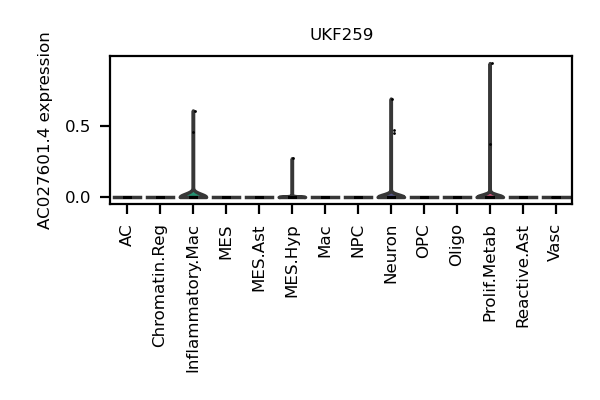 UKF259
AC027601.4 expression
0.5
0.0
AC
Chromatin.Reg
Inflammatory.Mac
MES
MES.Ast
MES.Hyp
Mac
NPC
Neuron
OPC
Oligo
Prolif.Metab
Reactive.Ast
Vasc